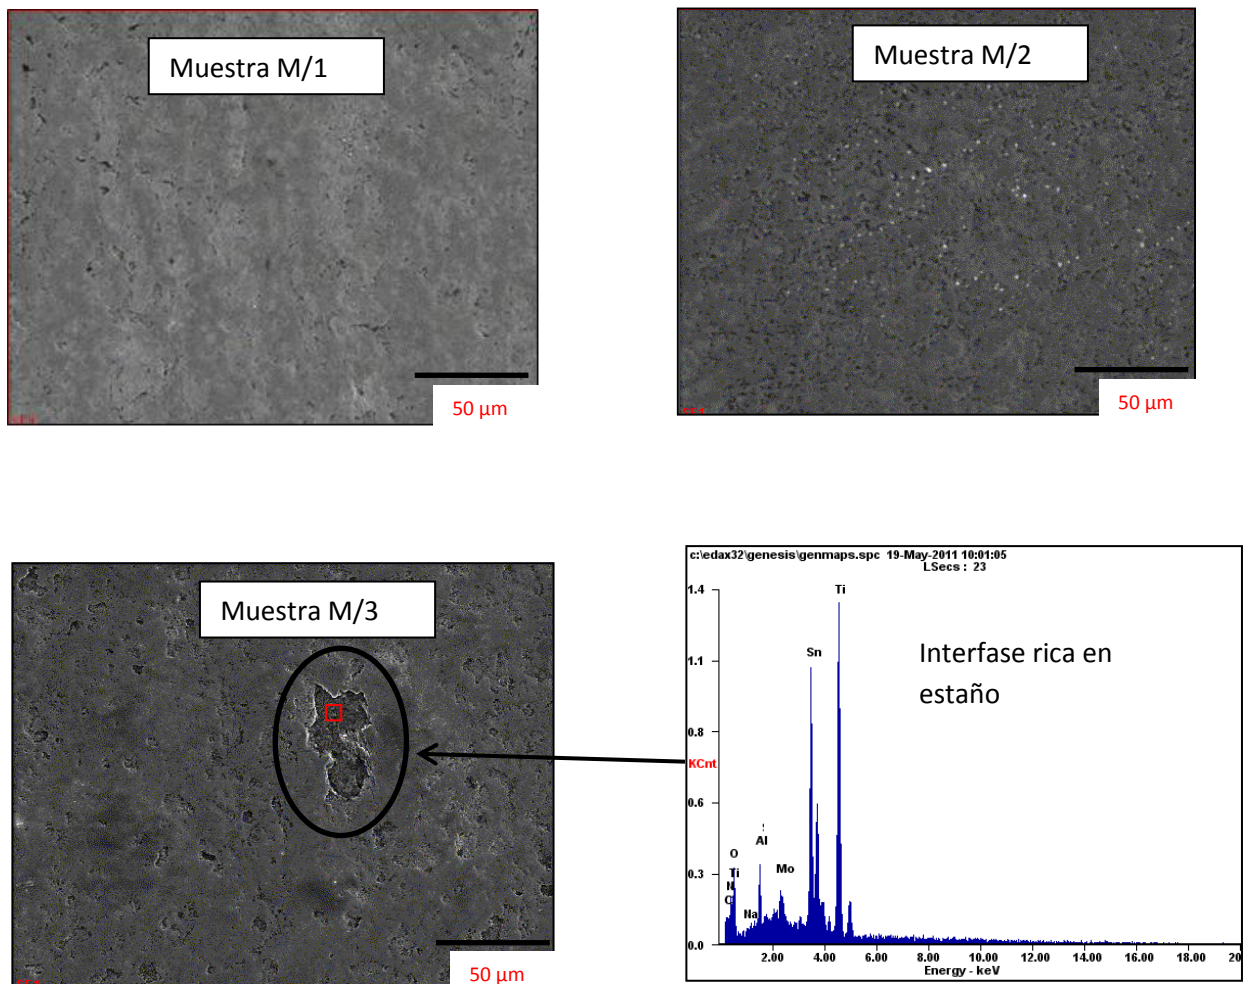 Muestra M/1
50 µm
Muestra M/2
50 µm
Muestra M/3
50 µm
c:\edax32\genesis\genmaps.spc 19-May-2011 10:01:05
LSecs : 23
1.4
1.1
0.8
KCnt
0.6
0.3
0.0
Ti
Sn
Al
O
Mo
Ti
N
C
Na
Interfase rica en
estaño
2.00 4.00 6.00 8.00 10.00 12.00 14.00 16.00 18.00 20
Energy - keV